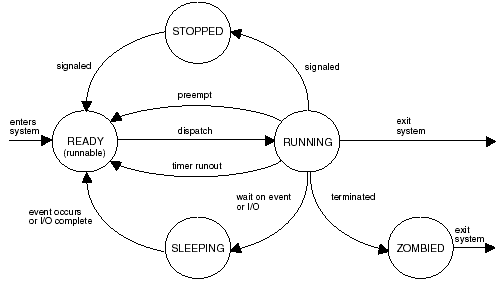 STOPPED
signaled
signaled
preempt
enters
system
READY
(runnable)
dispatch
RUNNING
exit
system
timer runout
wait on event
or I/O
terminated
event occurs
or I/O complete
SLEEPING
ZOMBIED
exit
system